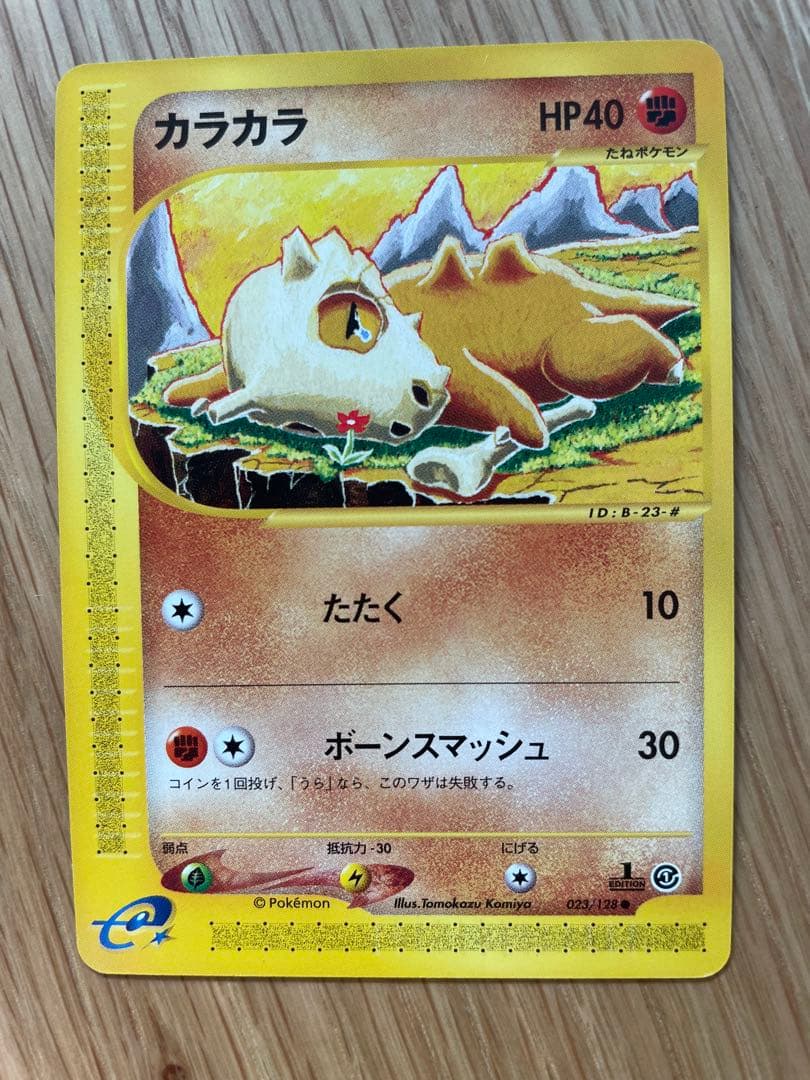 カラカラ
HP40
たねポケモン
ID:B-23-#
たたく 10
ボーンスマッシュ 30
コインを1回投げ、「うら」なら、このワザは失敗する。
弱点 抵抗力-30 にげる
1 EDITION
© Pokémon Illus.Tomokazu Komiya 023/128 ●